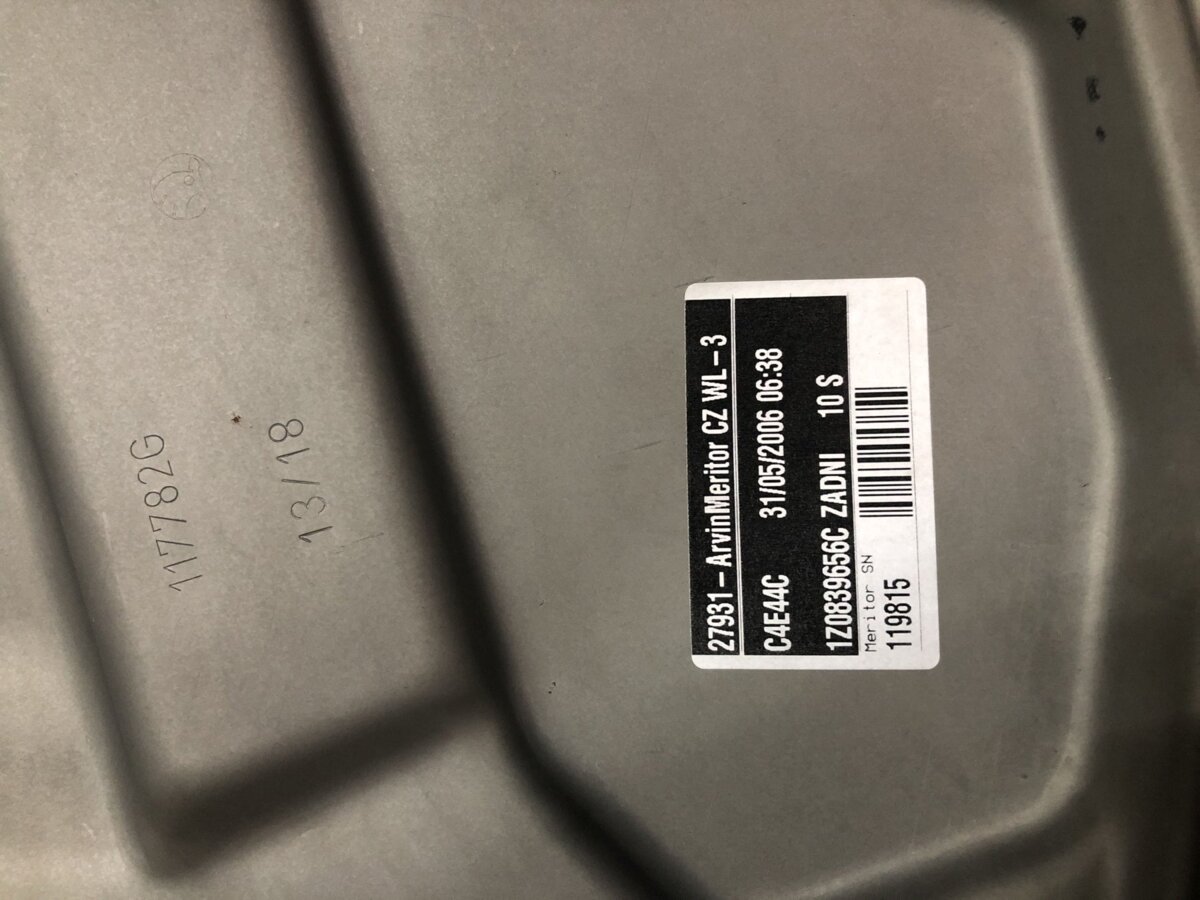 117782G
13/18
27931-ArvinMeritor CZ WL-3
C4E44C 31/05/2006 06:38
1Z0839656C ZADNI 10 S
Meritor SN
119815